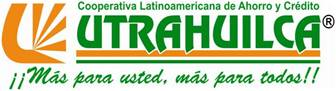 Cooperativa Latinoamericana de Ahorro y Crédito
UTRAHUILCA®
¡¡Más para usted, más para todos!!